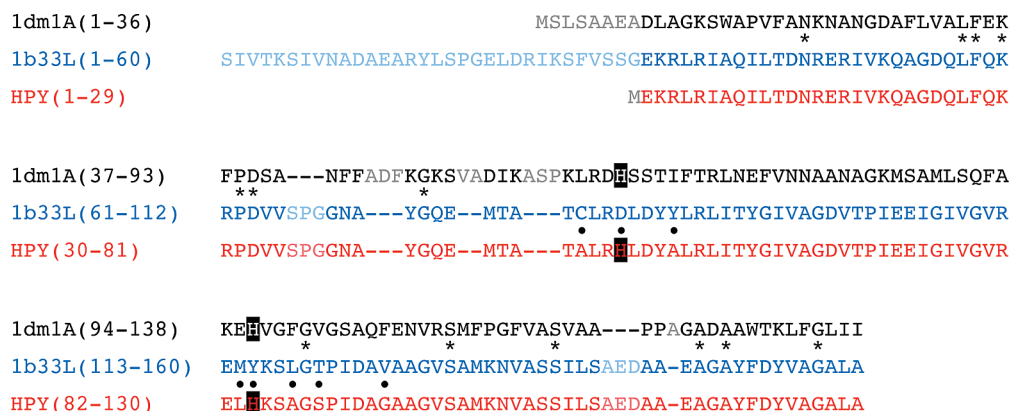 1dm1A(1-36) MSLSAAEADLAGKSWAPVFANKNANGDAFLVALFEK
* ** *
1b33L(1-60) SIVTKSIVNADAEARYLSPGELDRIKSFVSSGEKRLRIAQILTDNRERIVKQAGDQLFQK
HPY(1-29) MEKRLRIAQILTDNRERIVKQAGDQLFQK
1dm1A(37-93) FPDSA---NFFADFKGKSVADIKASPKLRDHSSTIFTRLNEFVNNAANAGKMSAMLSQFA
** *
1b33L(61-112) RPDVVSPGGNA---YGQE--MTA---TCLRDLDYYLRLITYGIVAGDVTPIEEIGIVGVR
• • •
HPY(30-81) RPDVVSPGGNA---YGQE--MTA---TALRHLDYALRLITYGIVAGDVTPIEEIGIVGVR
1dm1A(94-138) KEHVGFGVGSAQFENVRSMFPGFVASVAA---PPAGADAAWTKLFGLII
* * * * * *
1b33L(113-160) EMYKSLGTPIDAVAAGVSAMKNVASSILSAEDAA-EAGAYFDVYAGALA
•• • • •
HPY(82-130) ELHKSAGSPIDAGAAGVSAMKNVASSILSAEDAA-EAGAYFDVYAGALA